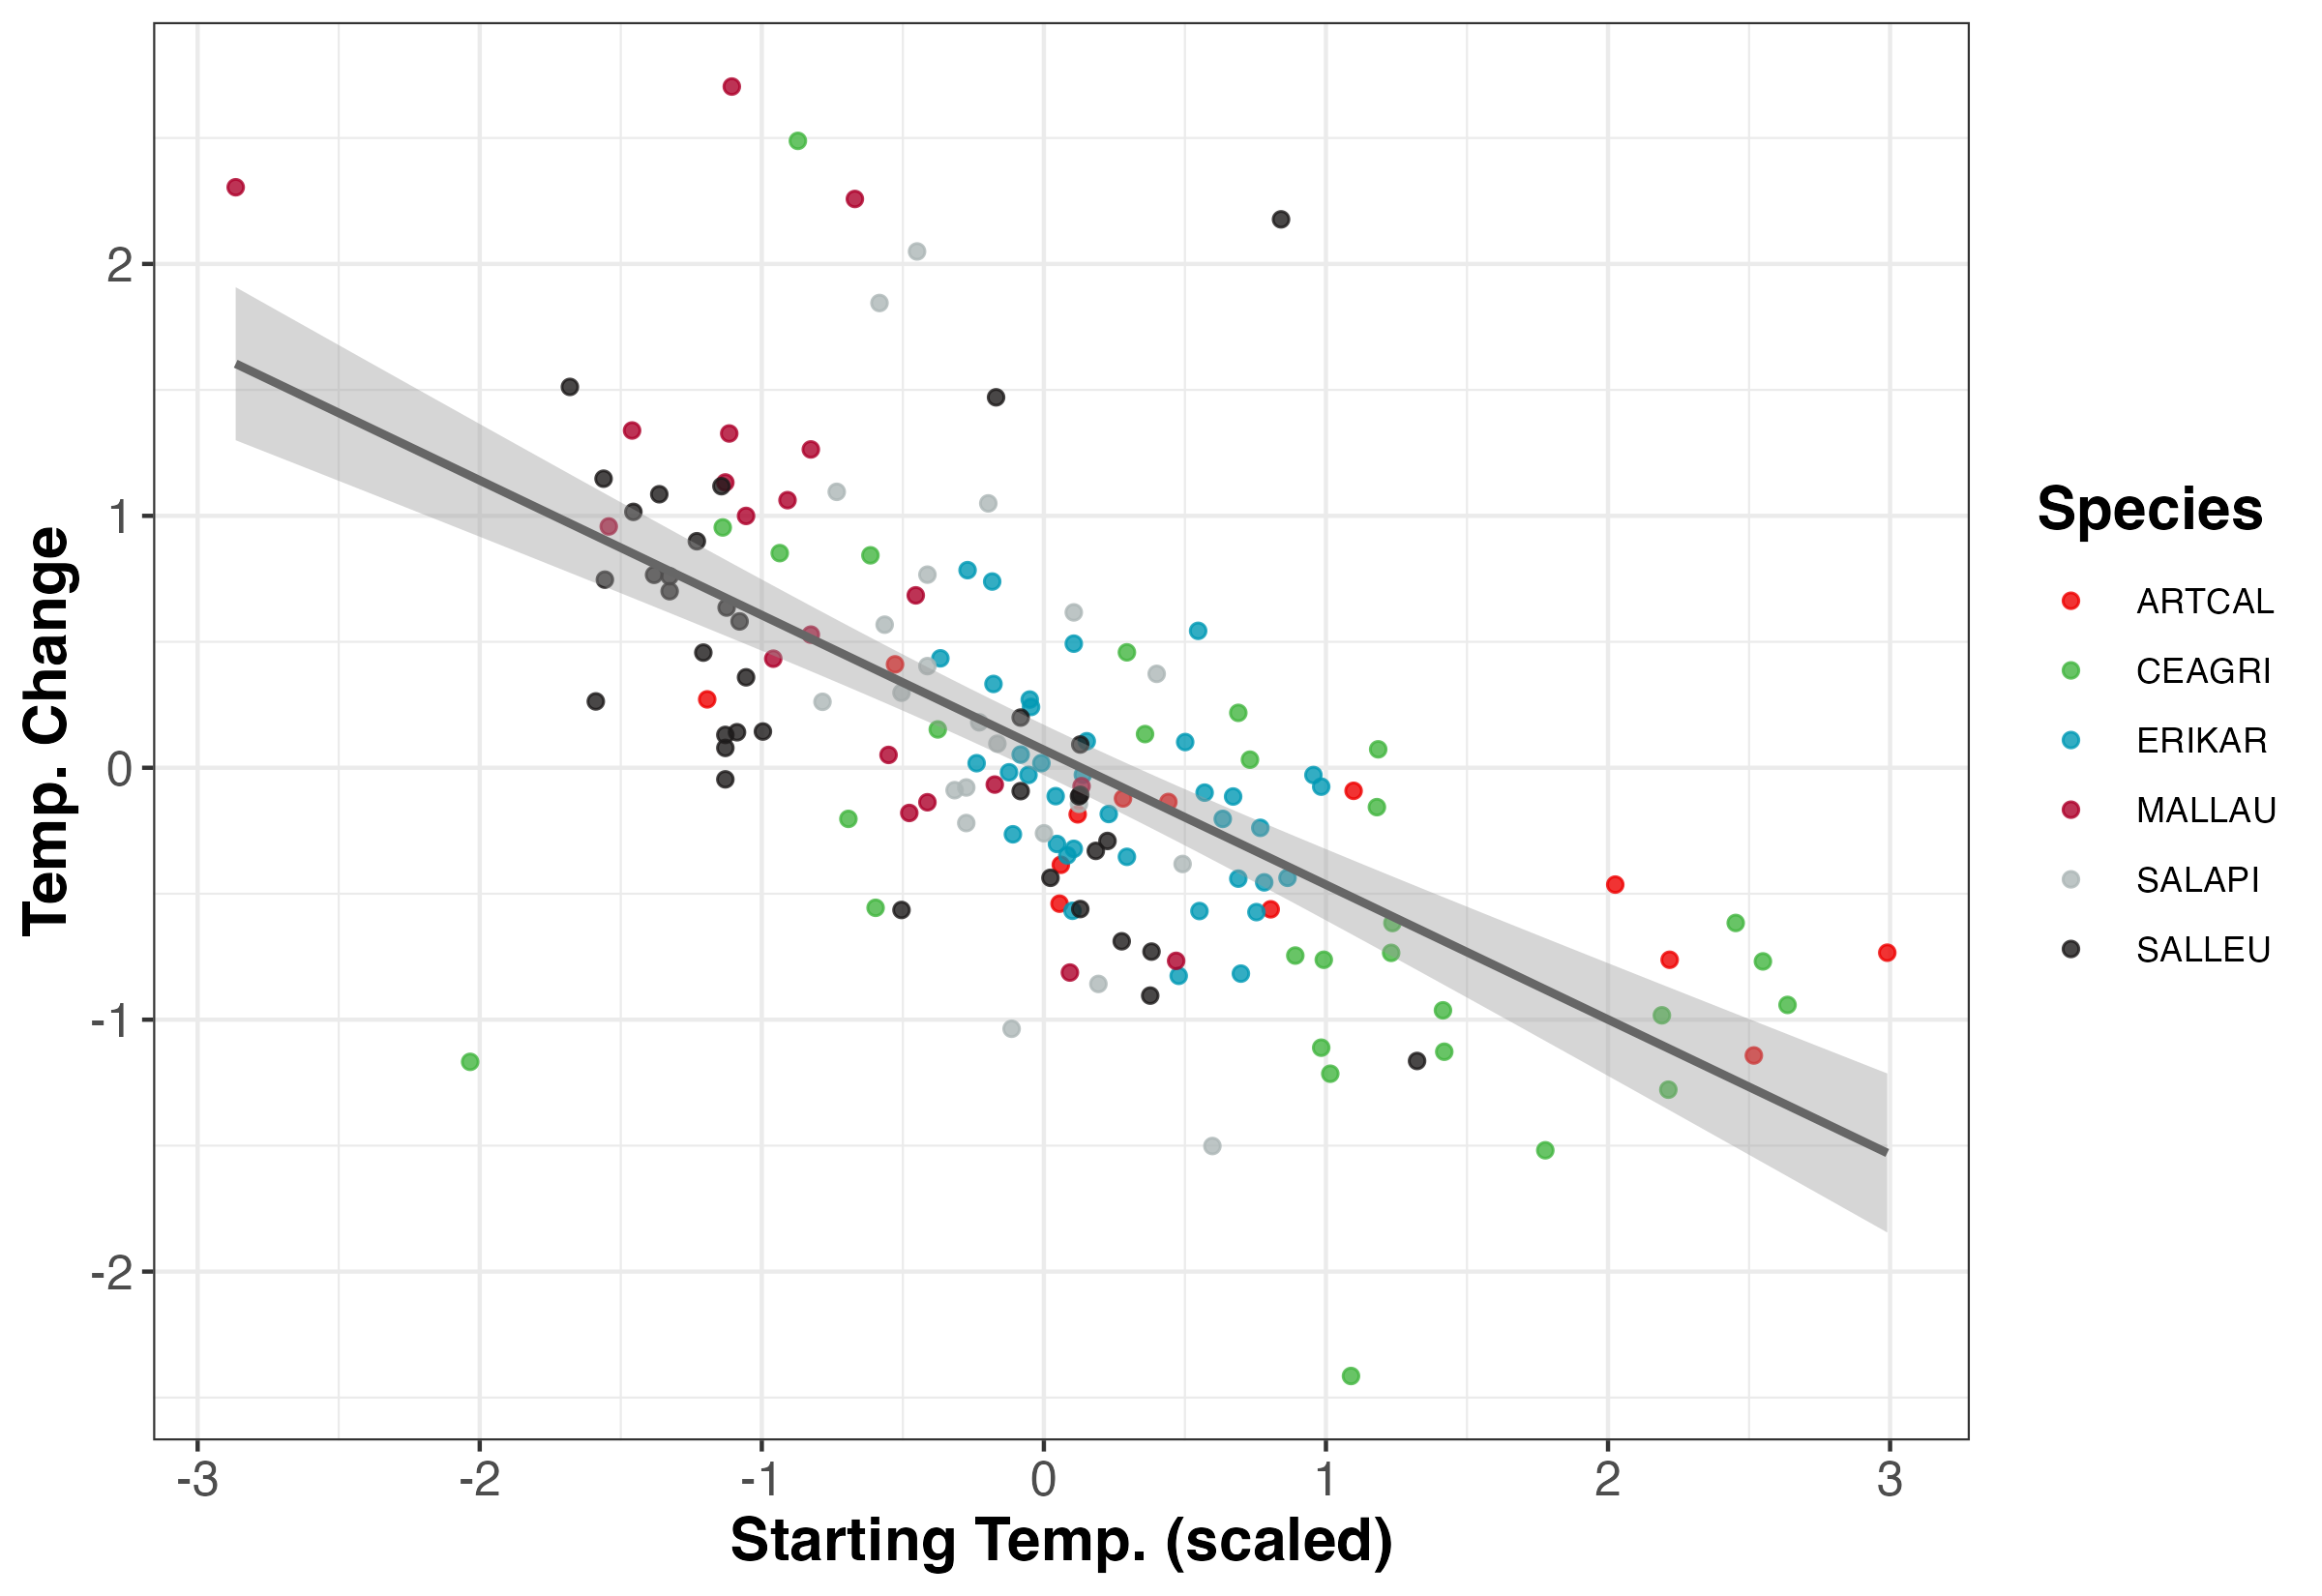 Temp. Change
2
1
0
-1
-2
-3 -2 -1 0 1 2 3
Starting Temp. (scaled)
Species
ARTCAL
CEAGRI
ERIKAR
MALLAU
SALAPI
SALLEU